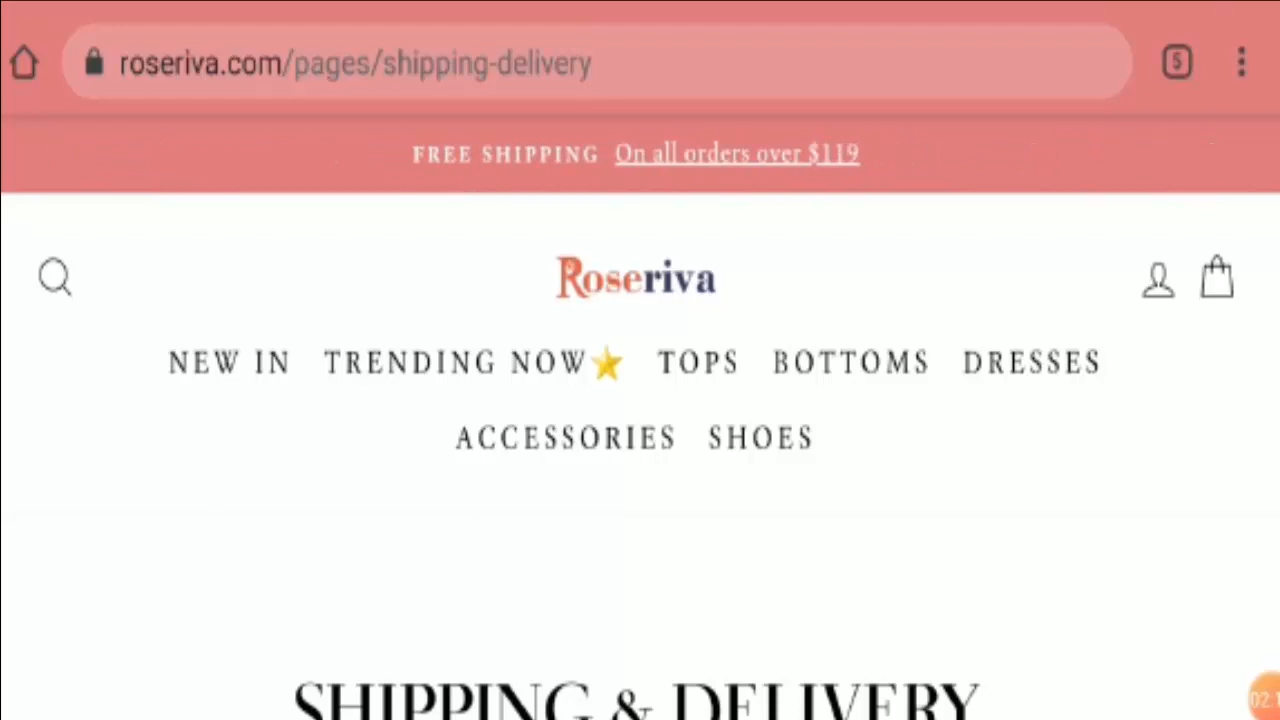 roseriva.com/pages/shipping-delivery
5
FREE SHIPPING On all orders over $119
Roseriva
NEW IN TRENDING NOW⭐ TOPS BOTTOMS DRESSES
ACCESSORIES SHOES
SHIPPING & DELIVERY